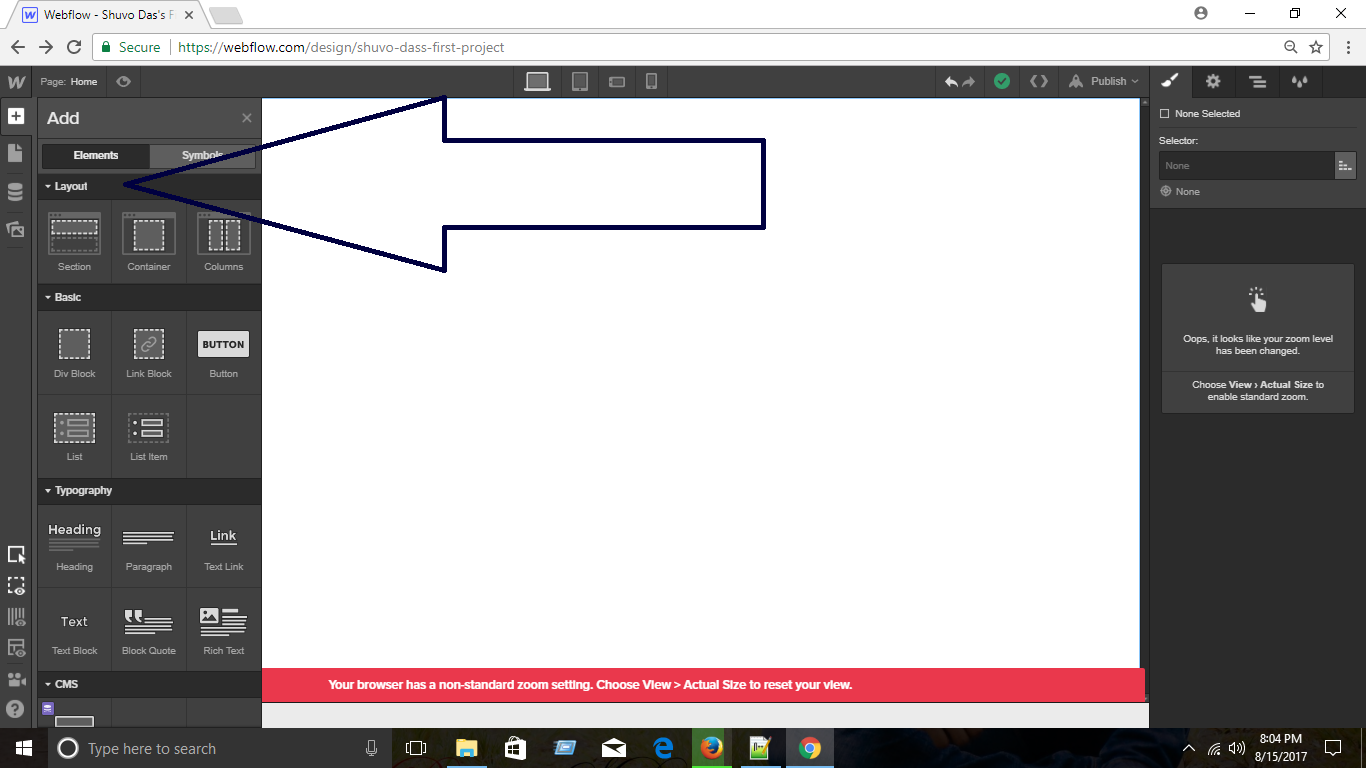 Webflow - Shuvo Das's F
Secure
https://webflow.com/design/shuvo-dass-first-project
Page: Home
Publish
Add
Elements
Symbols
Layout
Section
Container
Columns
Basic
BUTTON
Div Block
Link Block
Button
List
List Item
Typography
Heading
Link
Heading
Paragraph
Text Link
Text
Text Block
Block Quote
Rich Text
CMS
None Selected
Selector:
None
None
Oops, it looks like your zoom level
has been changed.
Choose View › Actual Size to
enable standard zoom.
Your browser has a non-standard zoom setting. Choose View > Actual Size to reset your view.
Type here to search
8:04 PM
8/15/2017